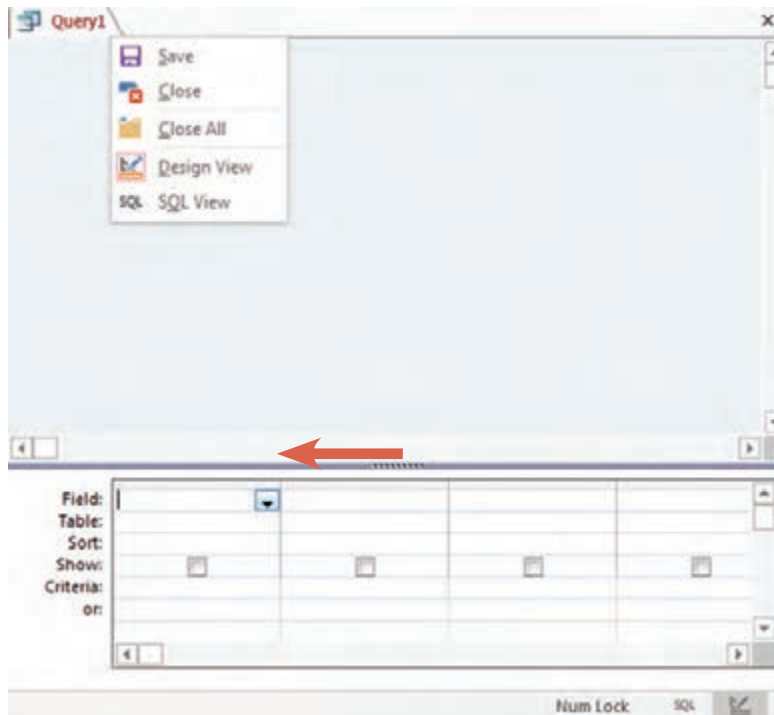 Query1
Save
Close
Close All
Design View
SQL SQL View
Field:
Table:
Sort:
Show:
Criteria:
or:
Num Lock SQL